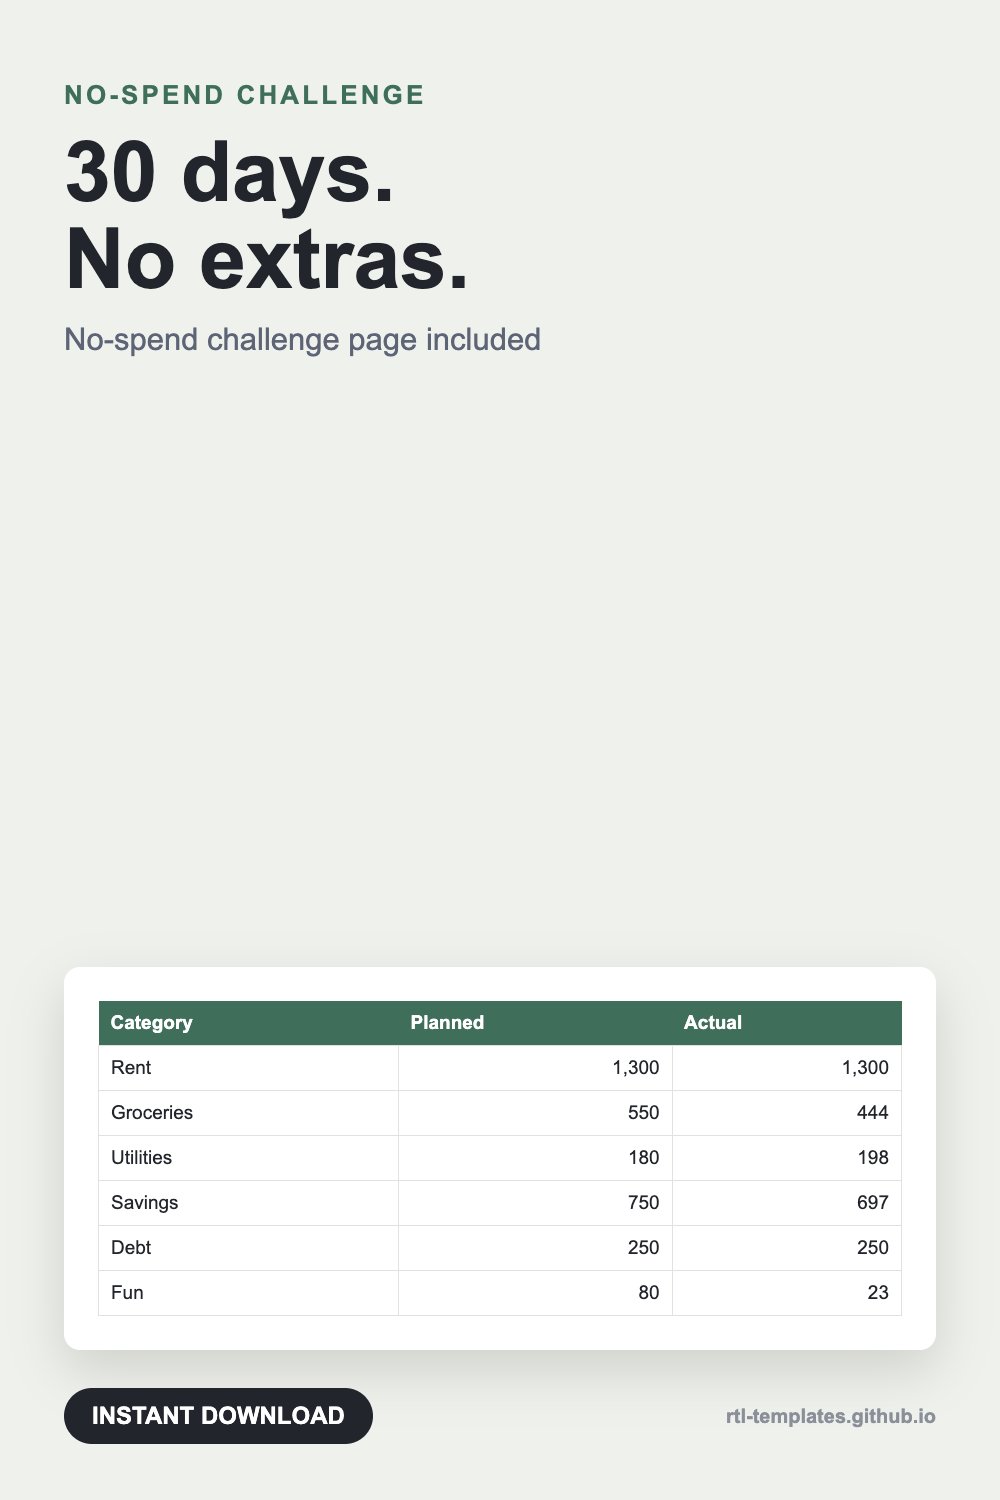 NO-SPEND CHALLENGE
30 days.
No extras.
No-spend challenge page included
Category Planned Actual
Rent 1,300 1,300
Groceries 550 444
Utilities 180 198
Savings 750 697
Debt 250 250
Fun 80 23
INSTANT DOWNLOAD
rtl-templates.github.io